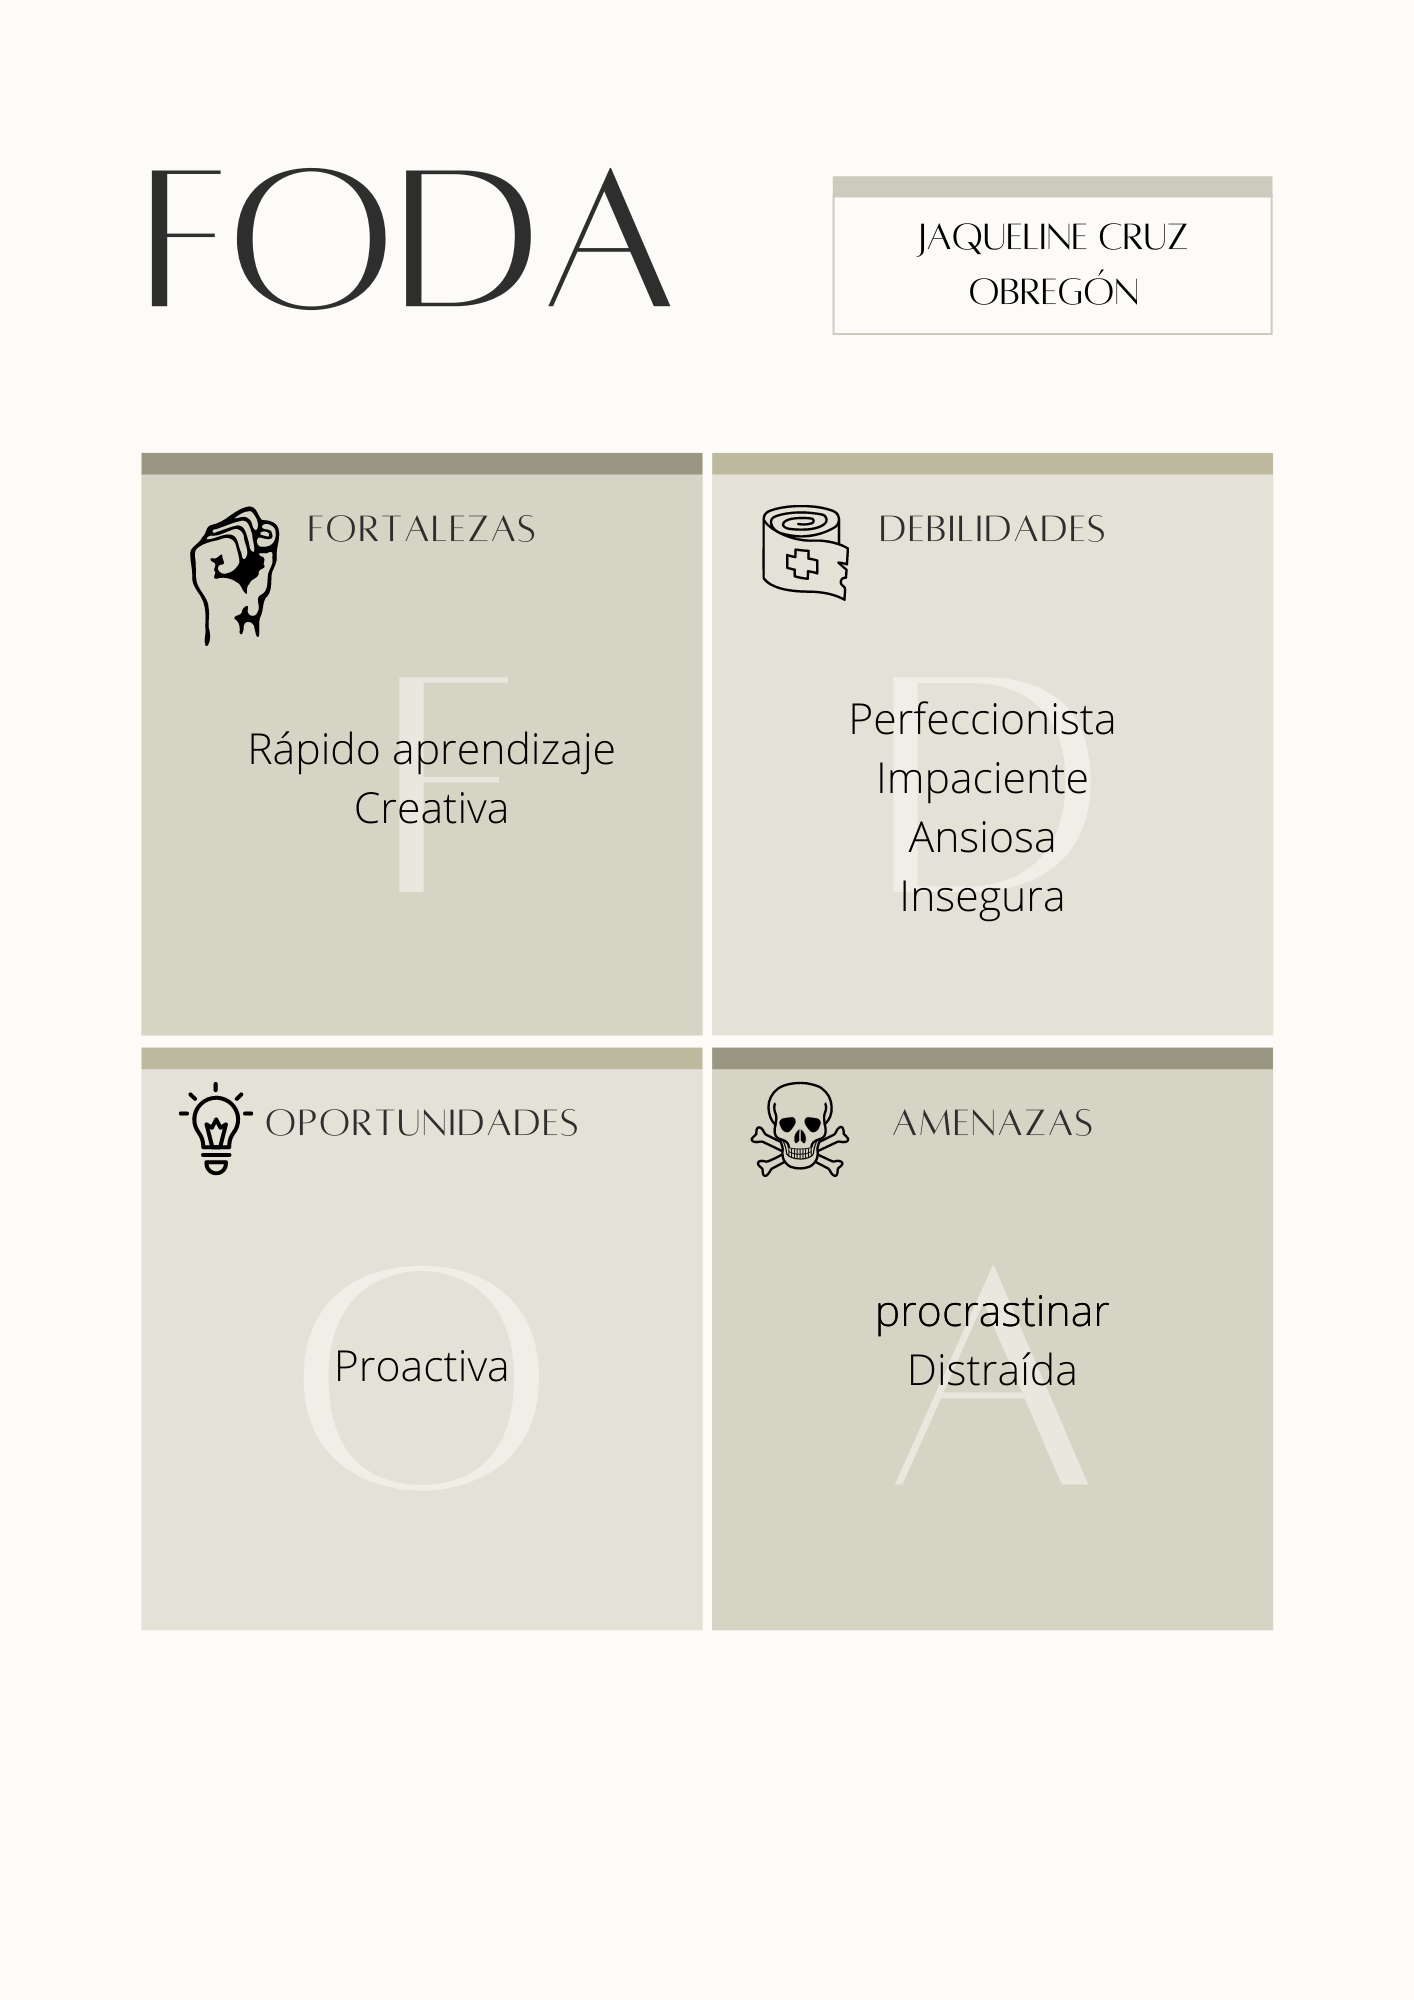 FODA
JAQUELINE CRUZ
OBREGÓN
FORTALEZAS
F
Rápido aprendizaje
Creativa
DEBILIDADES
D
Perfeccionista
Impaciente
Ansiosa
Insegura
OPORTUNIDADES
O
Proactiva
AMENAZAS
A
procrastinar
Distraída